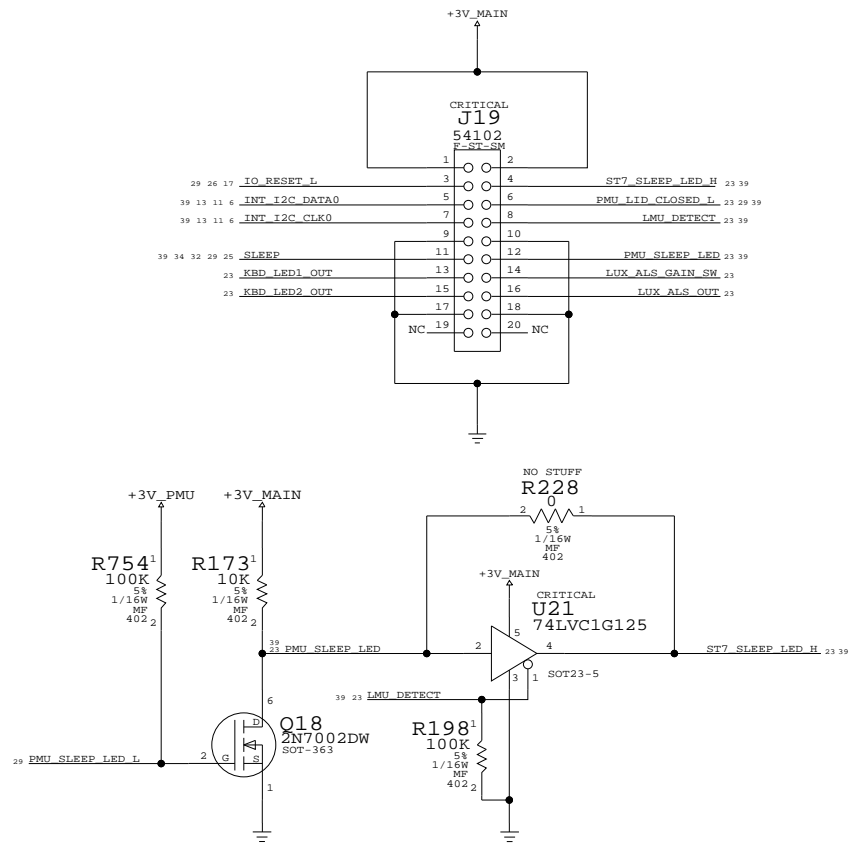 +3V_MAIN
CRITICAL
J19
54102
F-ST-SM
1 2
29 26 17 IO_RESET_L 3 4 ST7_SLEEP_LED_H 23 39
39 13 11 6 INT_I2C_DATA0 5 6 PMU_LID_CLOSED_L 23 29 39
39 13 11 6 INT_I2C_CLK0 7 8 LMU_DETECT 23 39
9 10
39 34 32 29 25 SLEEP 11 12 PMU_SLEEP_LED 23 39
23 KBD_LED1_OUT 13 14 LUX_ALS_GAIN_SW 23
23 KBD_LED2_OUT 15 16 LUX_ALS_OUT 23
17 18
NC 19 20 NC
NO STUFF
R228
0
2 1
5%
1/16W
MF
402
+3V_PMU +3V_MAIN
R754 1
100K
5%
1/16W
MF
402 2
R173 1
10K
5%
1/16W
MF
402 2
+3V_MAIN
CRITICAL
U21
74LVC1G125
5
2 4
3 1
SOT23-5
39
23 PMU_SLEEP_LED
ST7_SLEEP_LED_H 23 39
39 23 LMU_DETECT
R198 1
100K
5%
1/16W
MF
402 2
6
D
Q18
2N7002DW
SOT-363
29 PMU_SLEEP_LED_L 2 G S
1